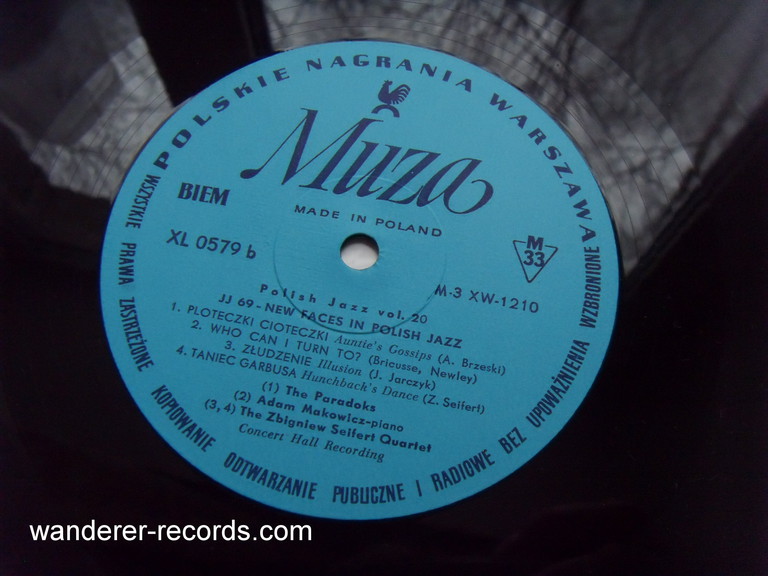 POLSKIE NAGRANIA WARSZAWA
Muza
MADE IN POLAND
BIEM
XL 0579 b
M
33
M-3 XW-1210
Polish Jazz vol. 20
JJ 69 - NEW FACES IN POLISH JAZZ
1. PLOTECZKI CIOTECZKI Auntie's Gossips (A. Brzeski)
2. WHO CAN I TURN TO? (Bricusse, Newley)
3. ZŁUDZENIE Illusion (J. Jarczyk)
4. TANIEC GARBUSA Hunchbach's Dance (Z. Seifert)
(1) The Paradoks
(2) Adam Makowicz-piano
(3, 4) The Zbigniew Seifert Quartet
Concert Hall Recording
WSZYSTKIE PRAWA ZASTRZEŻONE KOPIOWANIE ODTWARZANIE PUBLICZNE I RADIOWE BEZ UPOWAŻNIENIA WZBRONIONE
wanderer-records.com